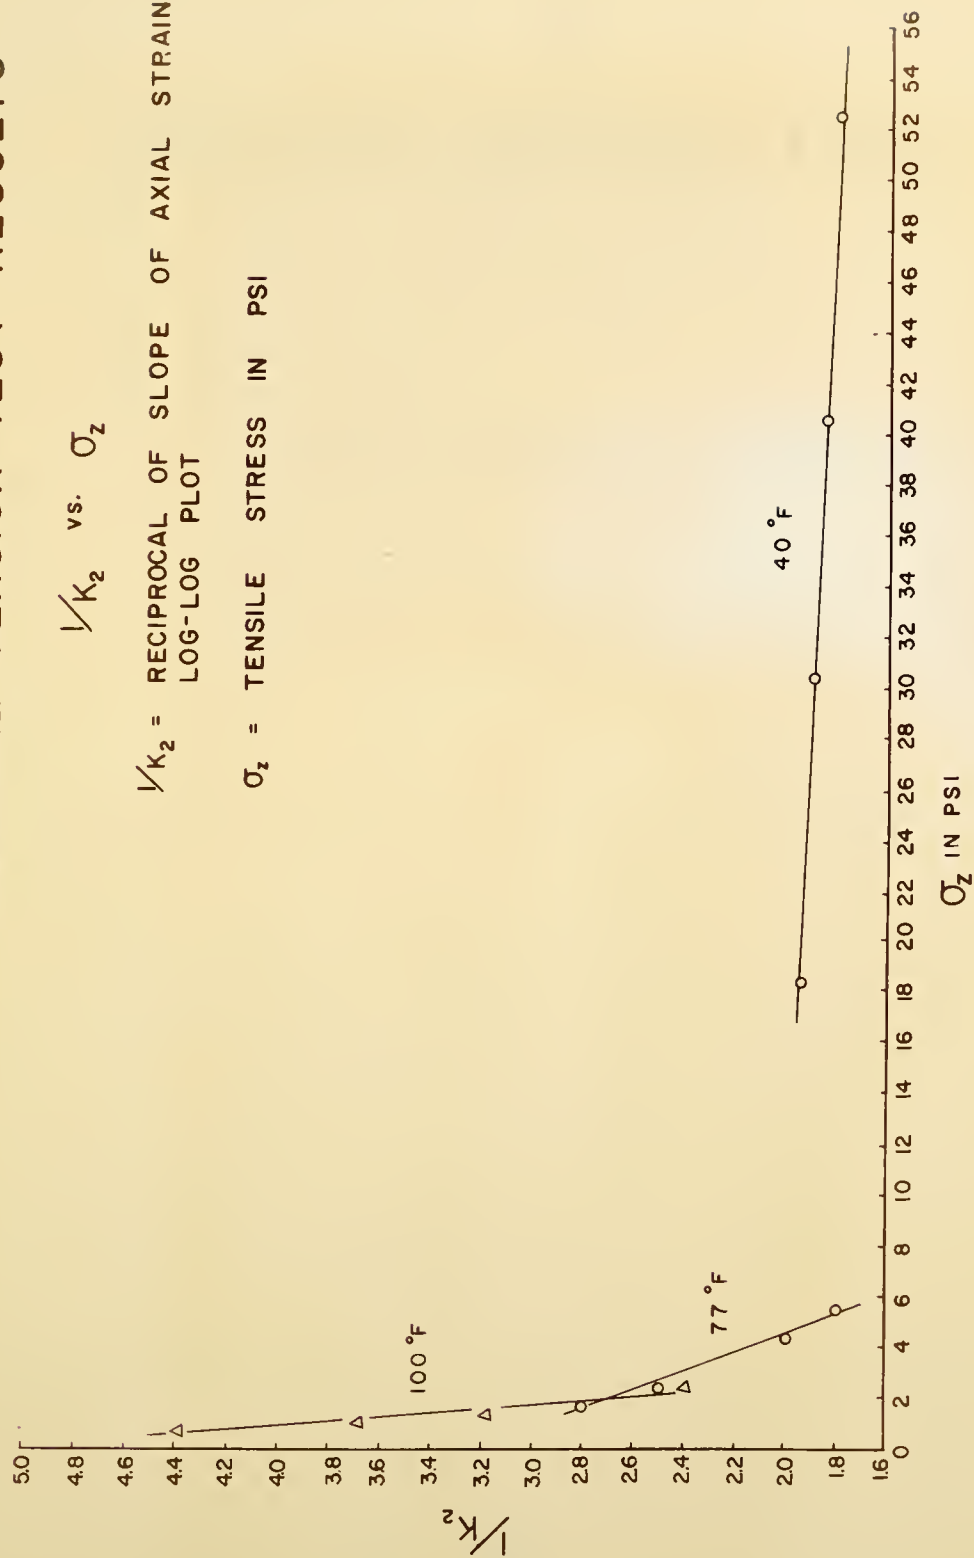 1/K₂ vs. σz
1/K₂ = RECIPROCAL OF SLOPE OF AXIAL STRAIN
LOG-LOG PLOT
σz = TENSILE STRESS IN PSI
1/K₂
5.0
4.8
4.6
4.4
4.2
4.0
3.8
3.6
3.4
3.2
3.0
2.8
2.6
2.4
2.2
2.0
1.8
1.6
100 °F
77 °F
40 °F
0 2 4 6 8 10 12 14 16 18 20 22 24 26 28 30 32 34 36 38 40 42 44 46 48 50 52 54 56
σz IN PSI